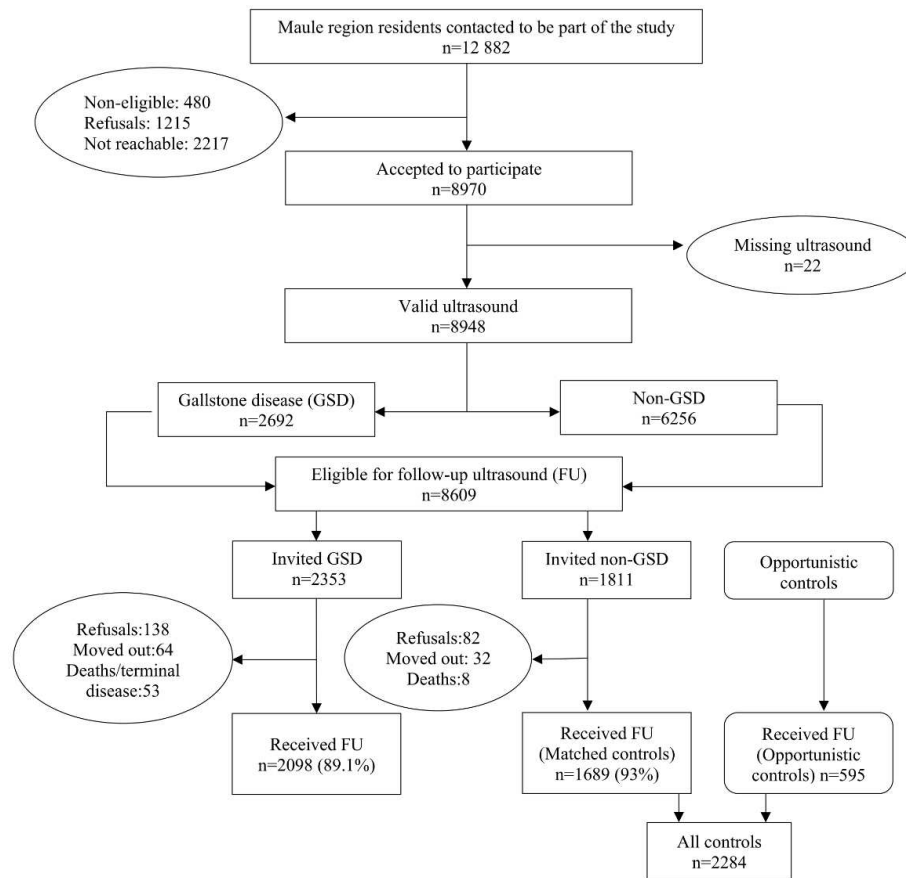 Maule region residents contacted to be part of the study
n=12 882
Non-eligible: 480
Refusals: 1215
Not reachable: 2217
Accepted to participate
n=8970
Missing ultrasound
n=22
Valid ultrasound
n=8948
Gallstone disease (GSD)
n=2692
Non-GSD
n=6256
Eligible for follow-up ultrasound (FU)
n=8609
Invited GSD
n=2353
Invited non-GSD
n=1811
Opportunistic
controls
Refusals:138
Moved out:64
Deaths/terminal
disease:53
Refusals:82
Moved out: 32
Deaths:8
Received FU
n=2098 (89.1%)
Received FU
(Matched controls)
n=1689 (93%)
Received FU
(Opportunistic
controls) n=595
All controls
n=2284